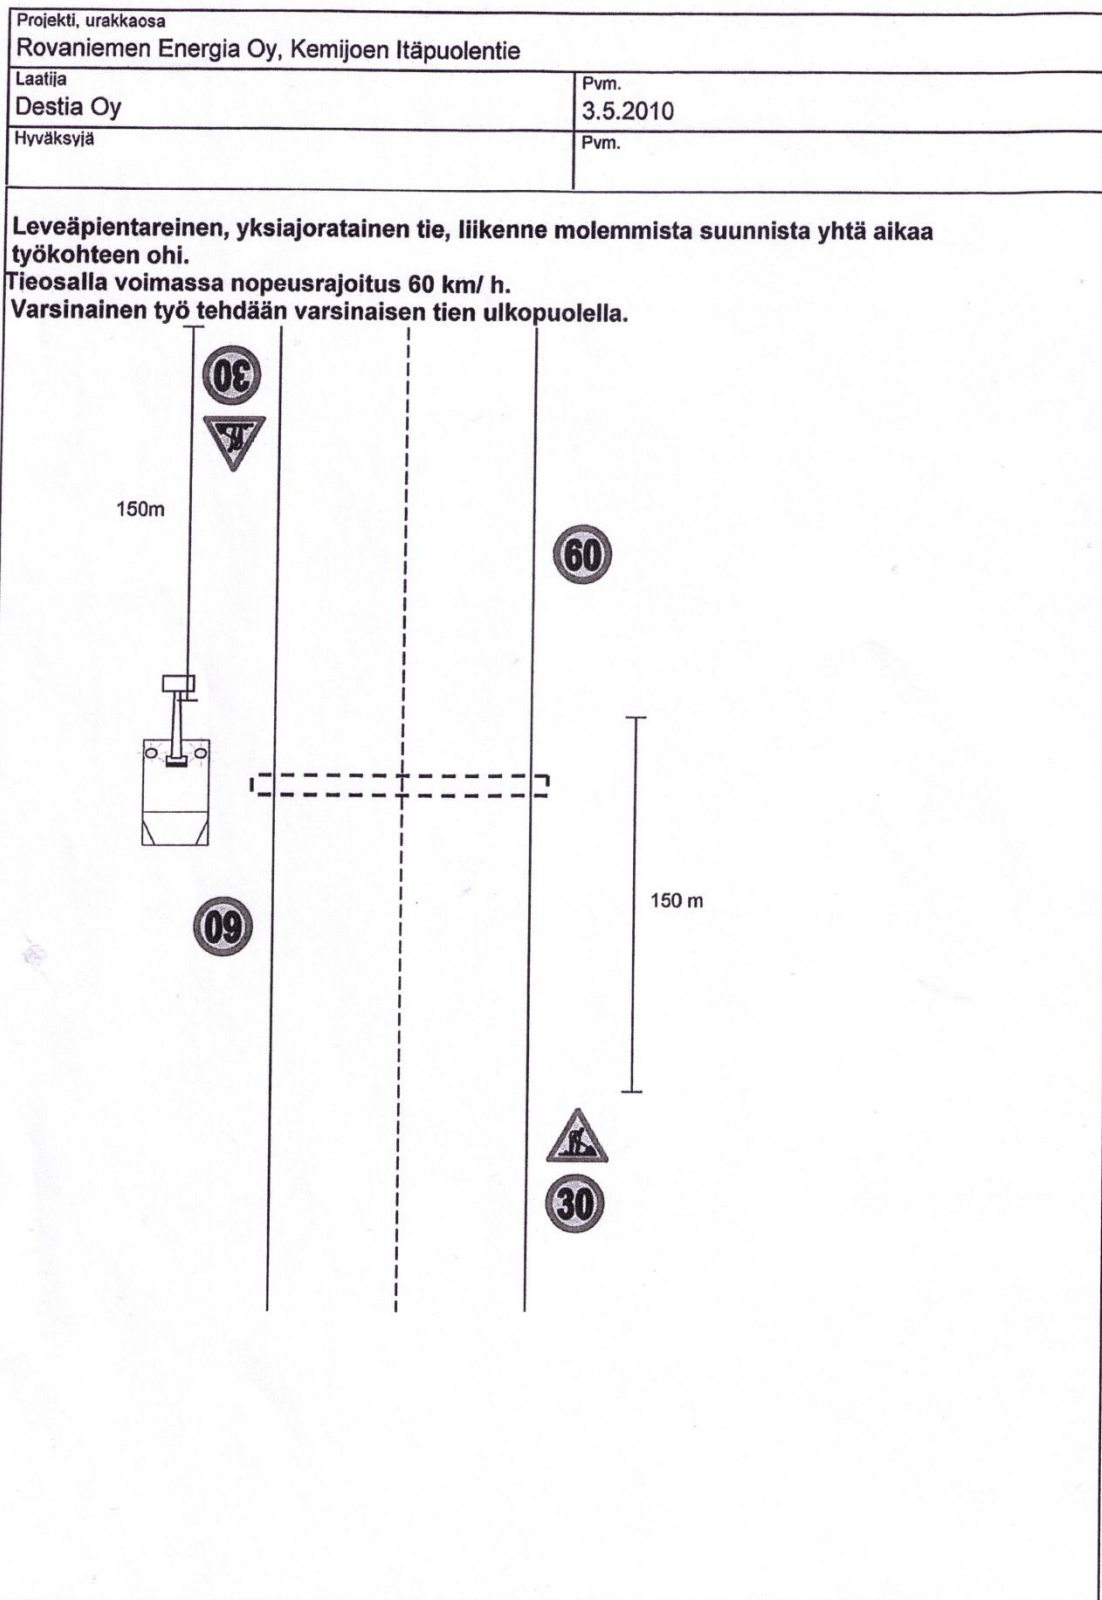 Projekti, urakkaosa
Rovaniemen Energia Oy, Kemijoen Itäpuolentie
Laatija
Destia Oy
Pvm.
3.5.2010
Hyväksyjä
Pvm.
Leveäpientareinen, yksiajoratainen tie, liikenne molemmista suunnista yhtä aikaa
työkohteen ohi.
Tieosalla voimassa nopeusrajoitus 60 km/ h.
Varsinainen työ tehdään varsinaisen tien ulkopuolella.
30
150m
60
60
150 m
30